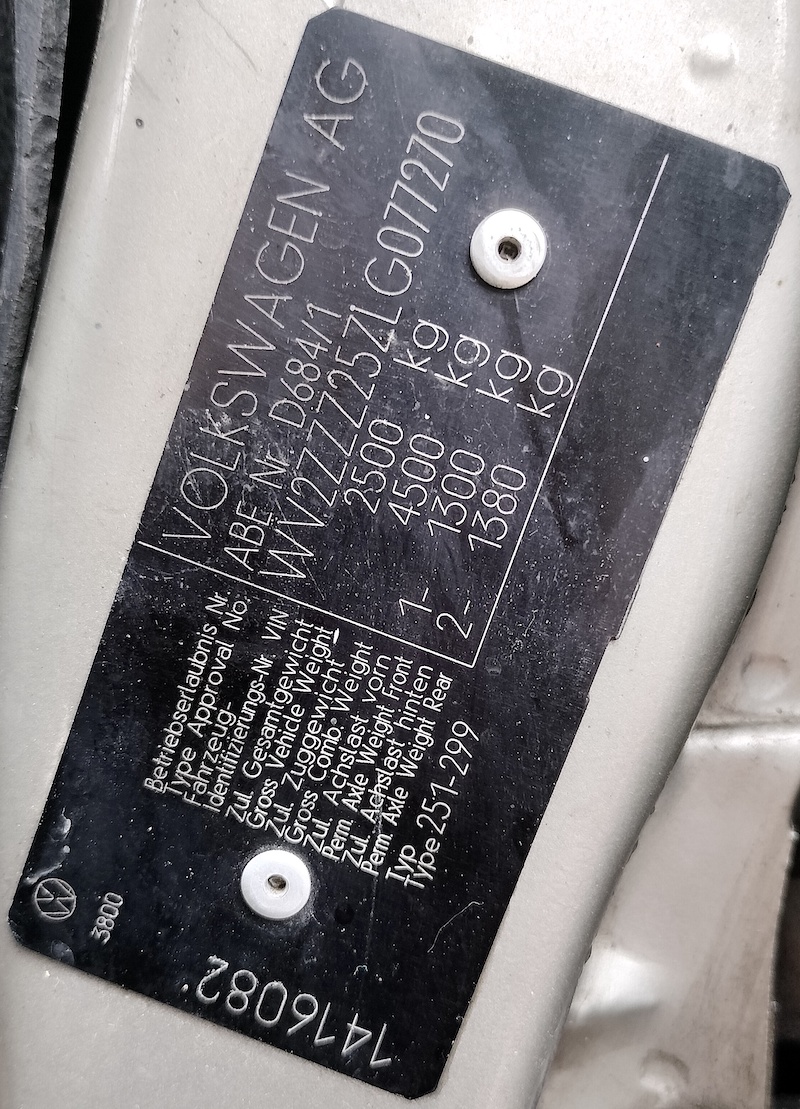 VOLKSWAGEN AG
Betriebserlaubnis Nr.
Type Approval No.
ABE Nr. D684/1
Fahrzeug-
Identifizierungs-Nr. VIN
WV2ZZZ25ZLG077270
Zul. Gesamtgewicht
Gross Vehicle Weight
2500 kg
Zul. Zuggewicht
Gross Comb. Weight
4500 kg
Zul. Achslast vorn
Perm. Axle Weight Front
1- 1300 kg
Zul. Achslast hinten
Perm. Axle Weight Rear
2- 1380 kg
Typ
Type 251-299
3800
1416082